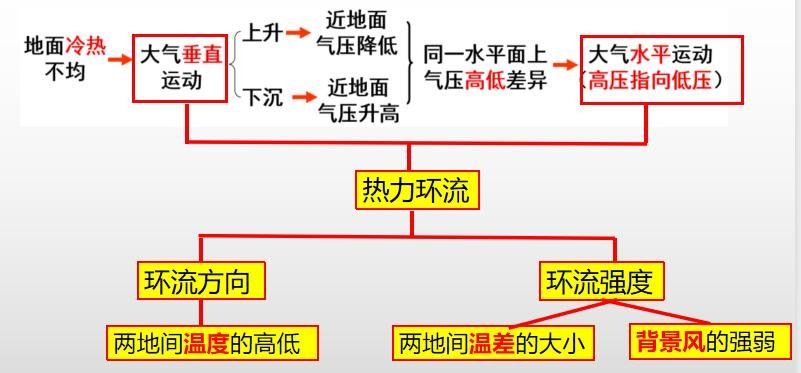 地面冷热
不均
大气垂直
运动
上升
近地面
气压降低
下沉
近地面
气压升高
同一水平面上
气压高低差异
大气水平运动
（高压指向低压）
热力环流
环流方向
环流强度
两地间温度的高低
两地间温差的大小
背景风的强弱